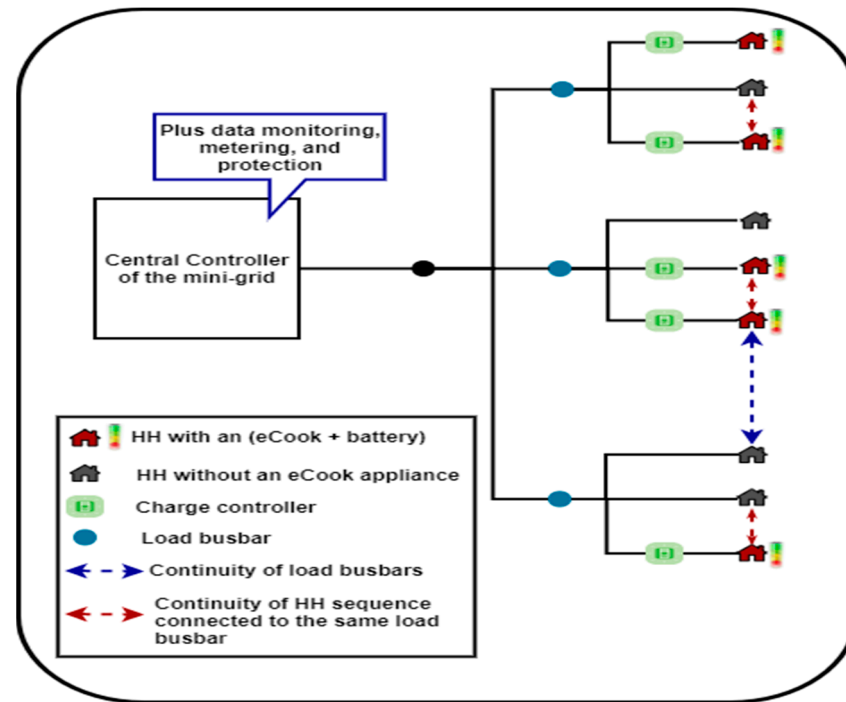 Plus data monitoring,
metering, and
protection
Central Controller
of the mini-grid
HH with an (eCook + battery)
HH without an eCook appliance
Charge controller
Load busbar
Continuity of load busbars
Continuity of HH sequence
connected to the same load
busbar